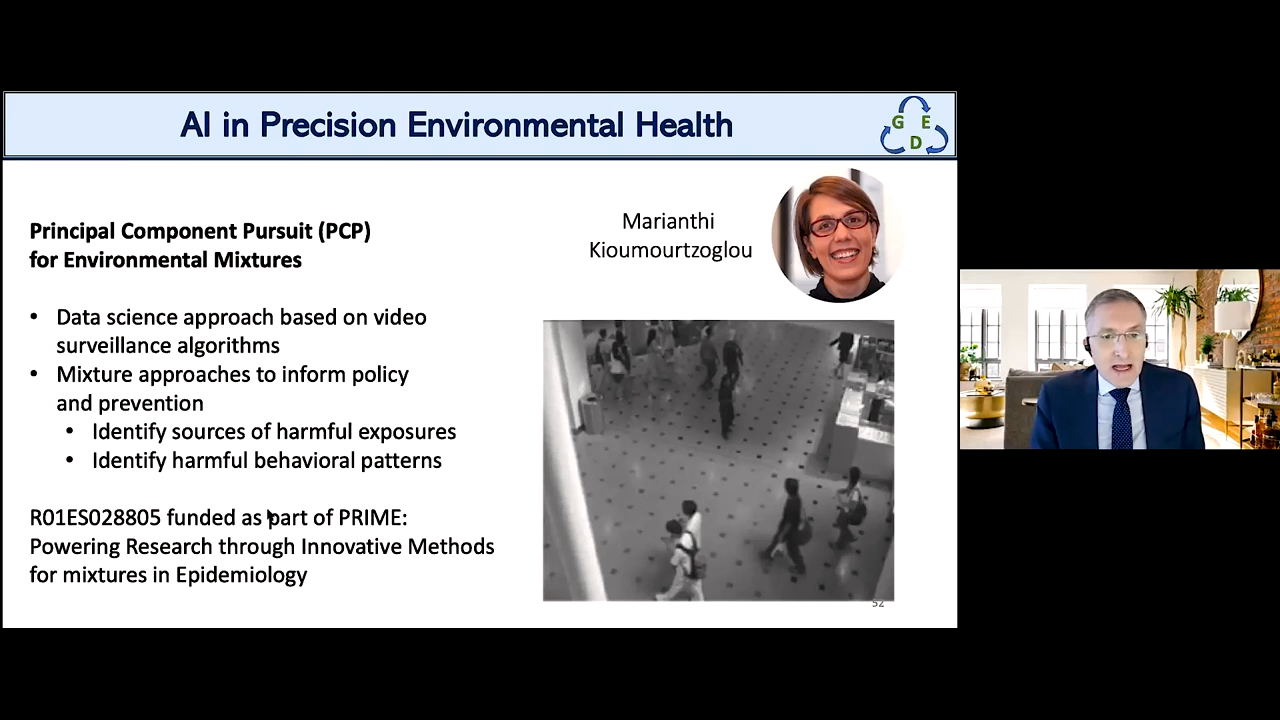 AI in Precision Environmental Health
G E
D
Principal Component Pursuit (PCP)
for Environmental Mixtures
Marianthi
Kioumourtzoglou
• Data science approach based on video
surveillance algorithms
• Mixture approaches to inform policy
and prevention
• Identify sources of harmful exposures
• Identify harmful behavioral patterns
R01ES028805 funded as part of PRIME:
Powering Research through Innovative Methods
for mixtures in Epidemiology
52